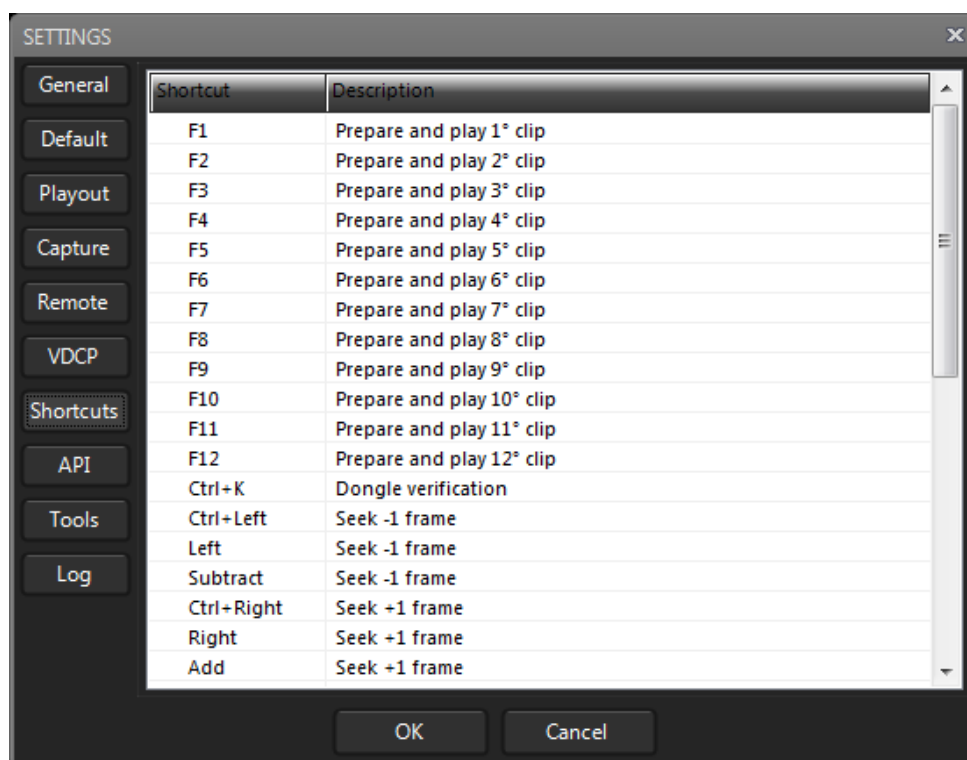 SETTINGS
General
Default
Playout
Capture
Remote
VDCP
Shortcuts
API
Tools
Log
Shortcut Description
F1 Prepare and play 1° clip
F2 Prepare and play 2° clip
F3 Prepare and play 3° clip
F4 Prepare and play 4° clip
F5 Prepare and play 5° clip
F6 Prepare and play 6° clip
F7 Prepare and play 7° clip
F8 Prepare and play 8° clip
F9 Prepare and play 9° clip
F10 Prepare and play 10° clip
F11 Prepare and play 11° clip
F12 Prepare and play 12° clip
Ctrl+K Dongle verification
Ctrl+Left Seek -1 frame
Left Seek -1 frame
Subtract Seek -1 frame
Ctrl+Right Seek +1 frame
Right Seek +1 frame
Add Seek +1 frame
OK Cancel